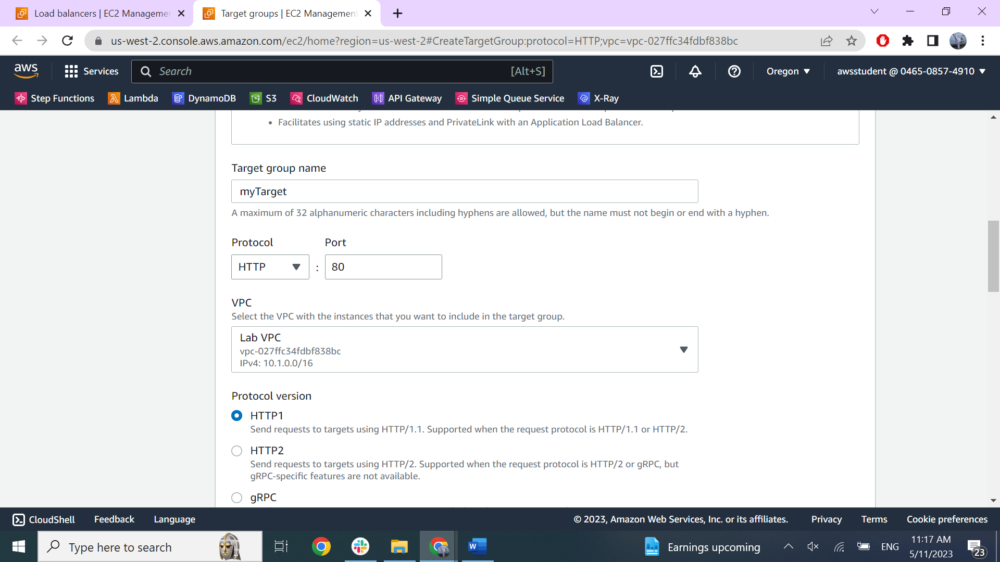 Load balancers | EC2 Managemen
Target groups | EC2 Management
us-west-2.console.aws.amazon.com/ec2/home?region=us-west-2#CreateTargetGroup:protocol=HTTP;vpc=vpc-027ffc34fdbf838bc
aws
Services
Search
[Alt+S]
Oregon
awsstudent @ 0465-0857-4910
Step Functions
Lambda
DynamoDB
S3
CloudWatch
API Gateway
Simple Queue Service
X-Ray
• Facilitates using static IP addresses and PrivateLink with an Application Load Balancer.
Target group name
myTarget
A maximum of 32 alphanumeric characters including hyphens are allowed, but the name must not begin or end with a hyphen.
Protocol
Port
HTTP
:
80
VPC
Select the VPC with the instances that you want to include in the target group.
Lab VPC
vpc-027ffc34fdbf838bc
IPv4: 10.1.0.0/16
Protocol version
HTTP1
Send requests to targets using HTTP/1.1. Supported when the request protocol is HTTP/1.1 or HTTP/2.
HTTP2
Send requests to targets using HTTP/2. Supported when the request protocol is HTTP/2 or gRPC, but
gRPC-specific features are not available.
gRPC
CloudShell
Feedback
Language
© 2023, Amazon Web Services, Inc. or its affiliates.
Privacy
Terms
Cookie preferences
Type here to search
Earnings upcoming
ENG
11:17 AM
5/11/2023
23